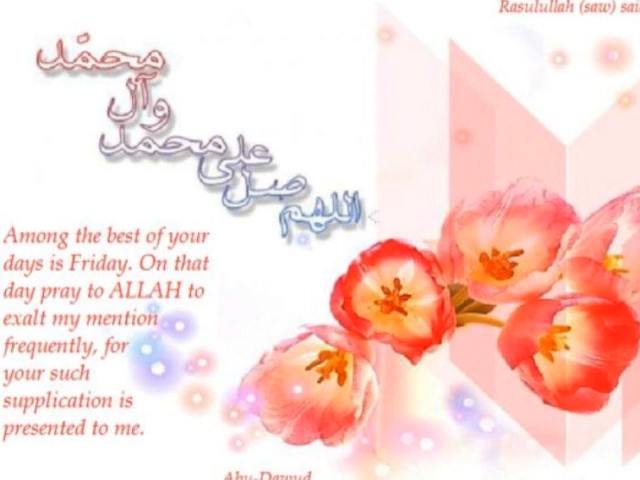 Rasulullah (saw) sai
اللهم صل على محمد وآل محمّد
Among the best of your
days is Friday. On that
day pray to ALLAH to
exalt my mention
frequently, for
your such
supplication is
presented to me.
Abu-Dawud